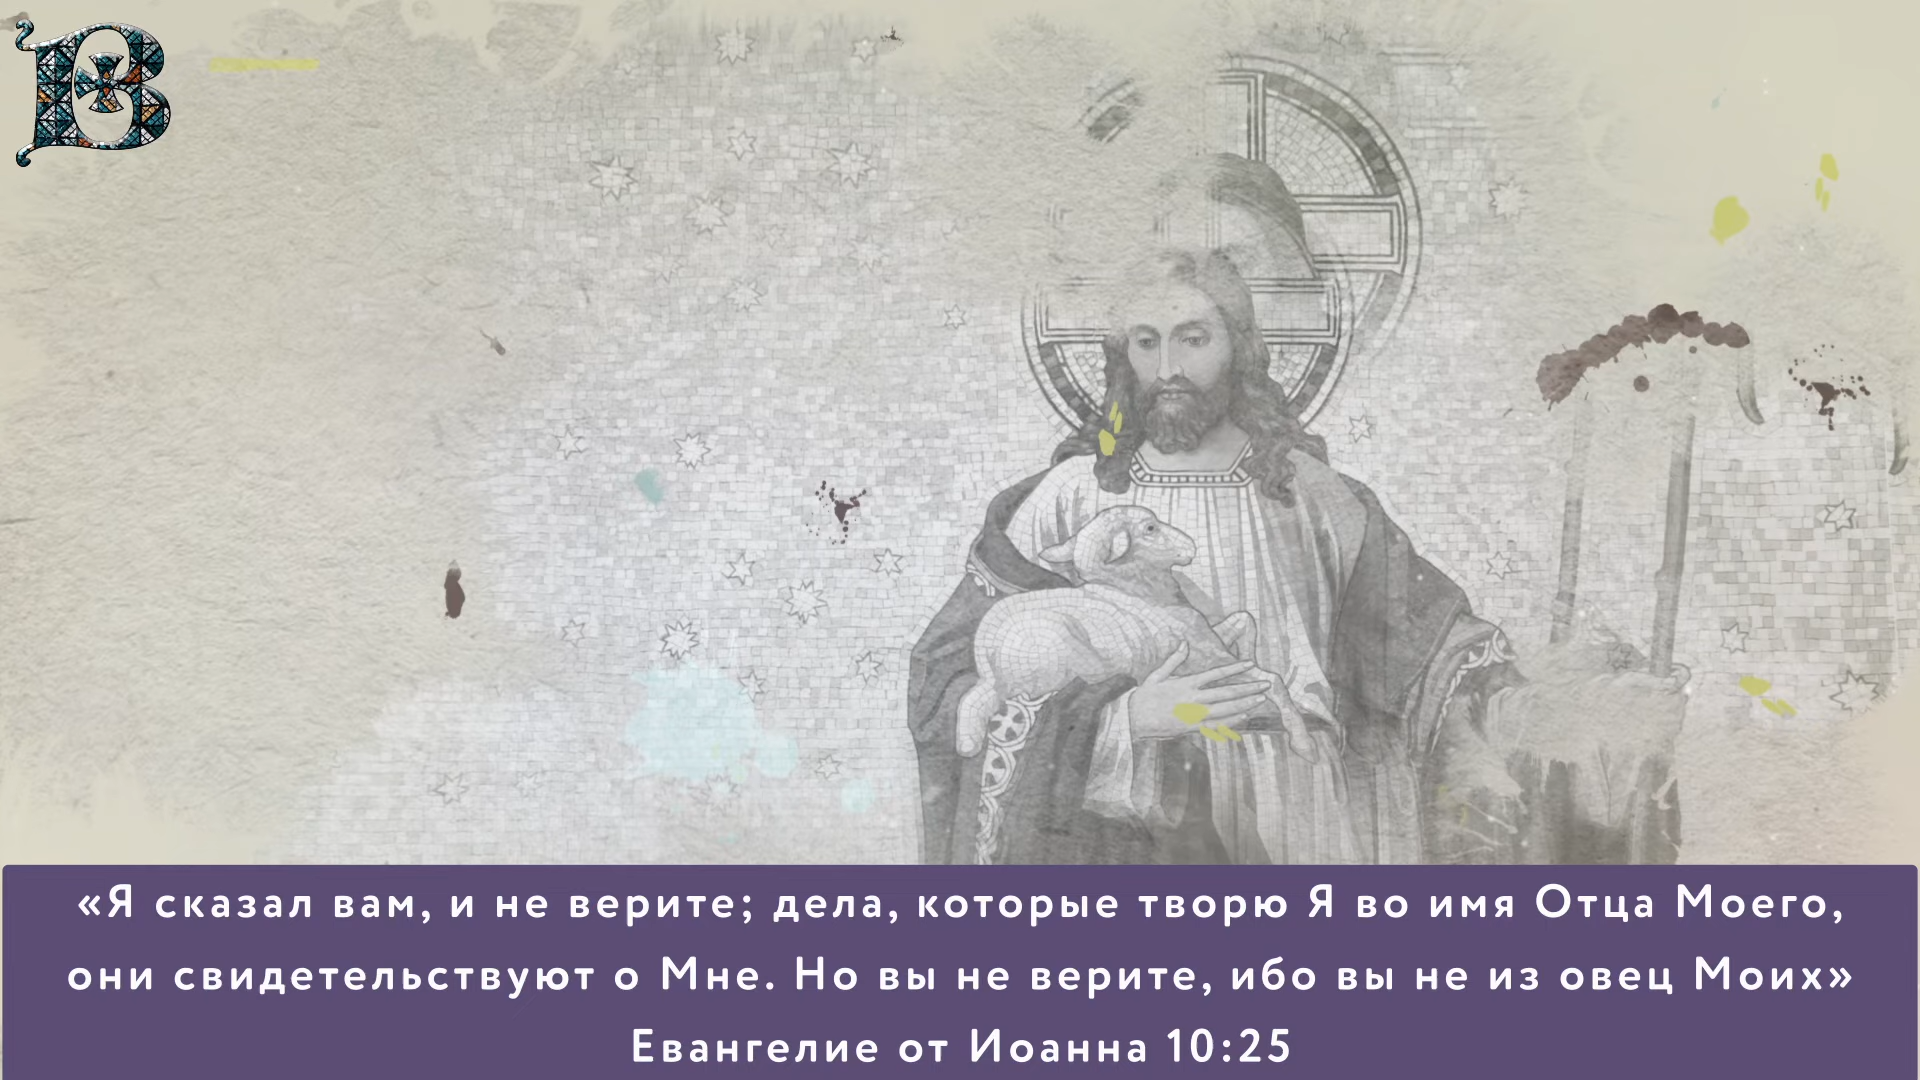 В
«Я сказал вам, и не верите; дела, которые творю Я во имя Отца Моего,
они свидетельствуют о Мне. Но вы не верите, ибо вы не из овец Моих»
Евангелие от Иоанна 10:25